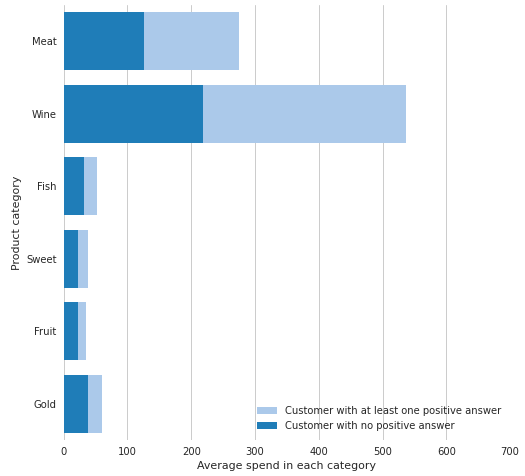 Meat
Wine
Fish
Sweet
Fruit
Gold
Product category
Customer with at least one positive answer
Customer with no positive answer
0 100 200 300 400 500 600 700
Average spend in each category